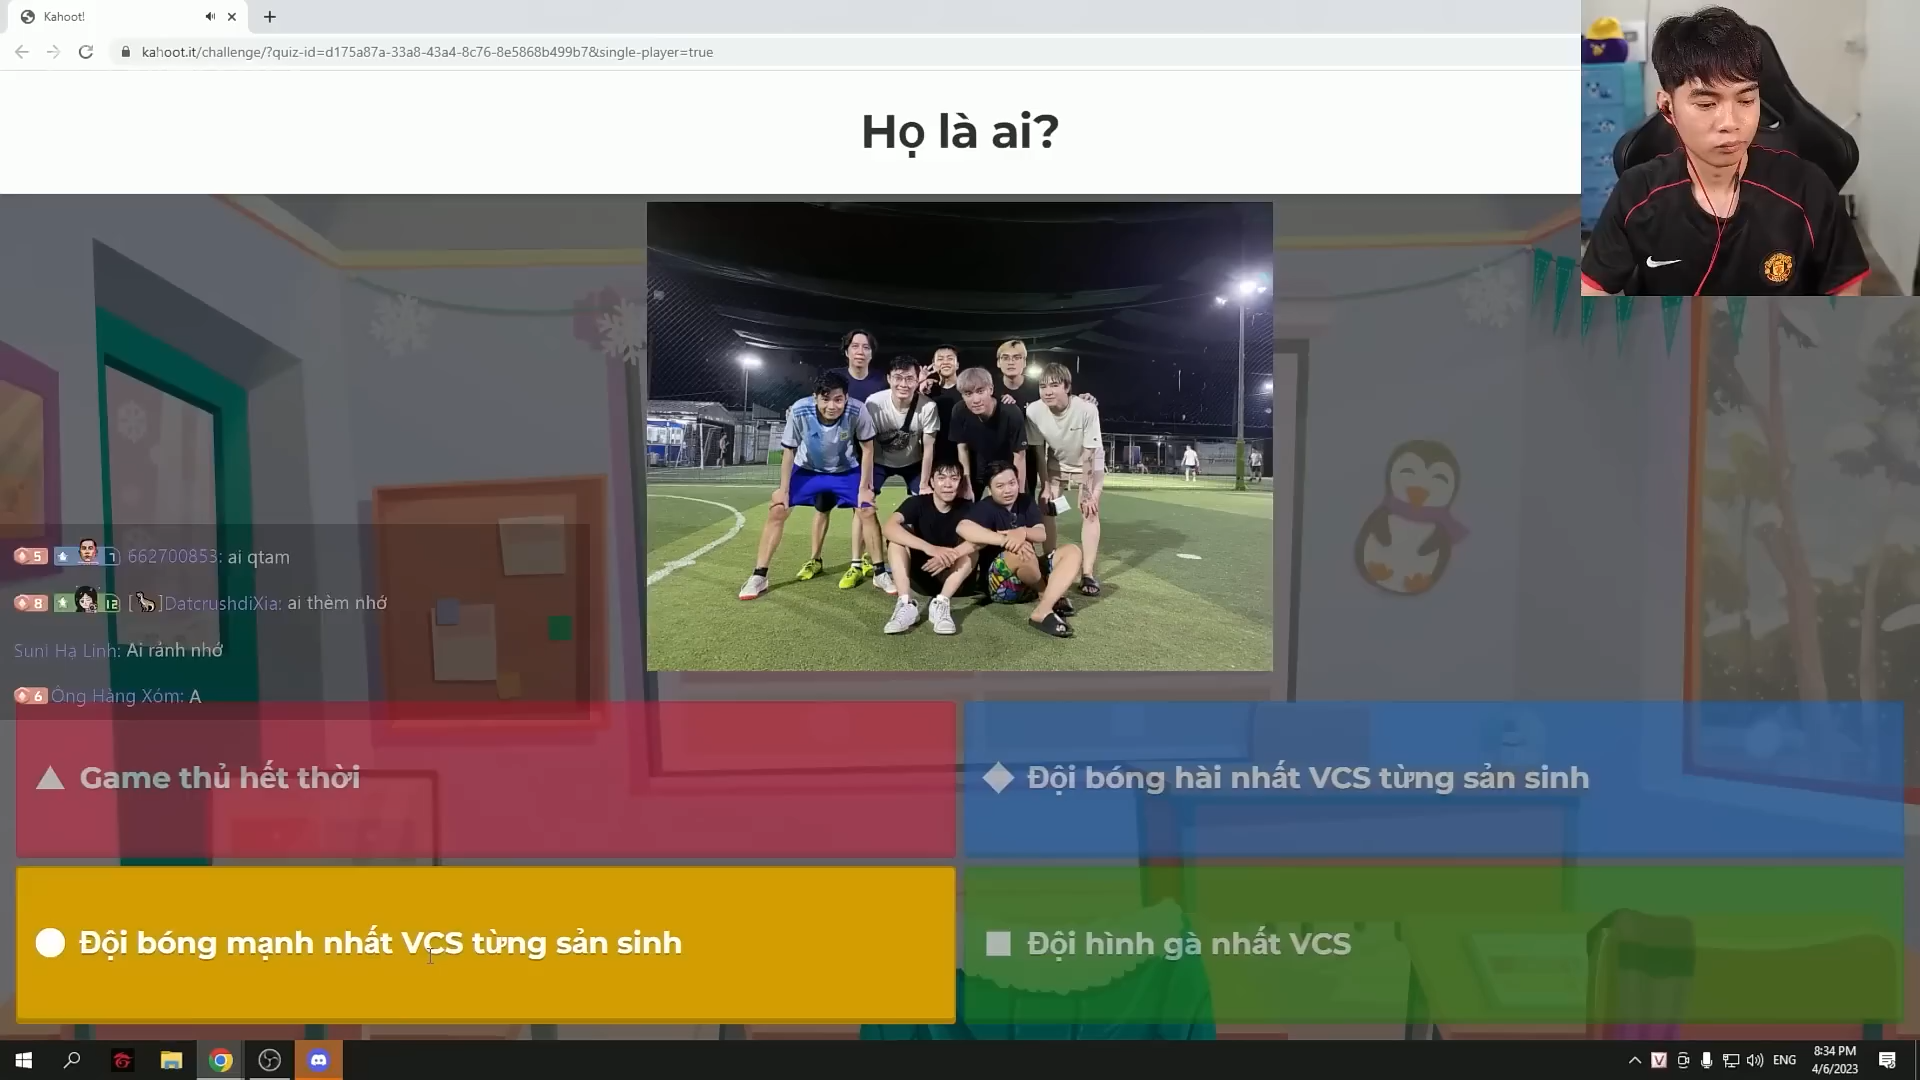 Kahoot!
kahoot.it/challenge/?quiz-id=d175a87a-33a8-43a4-8c76-8e5868b499b7&single-player=true
Họ là ai?
5 7 662700853: ai qtam
8 12 [ ]DatcrushdiXia: ai thèm nhớ
Suni Hạ Linh: Ai rảnh nhớ
6 Ông Hàng Xóm: A
Game thủ hết thời
Đội bóng hài nhất VCS từng sản sinh
Đội bóng mạnh nhất VCS từng sản sinh
Đội hình gà nhất VCS
V
ENG
8:34 PM
4/6/2023